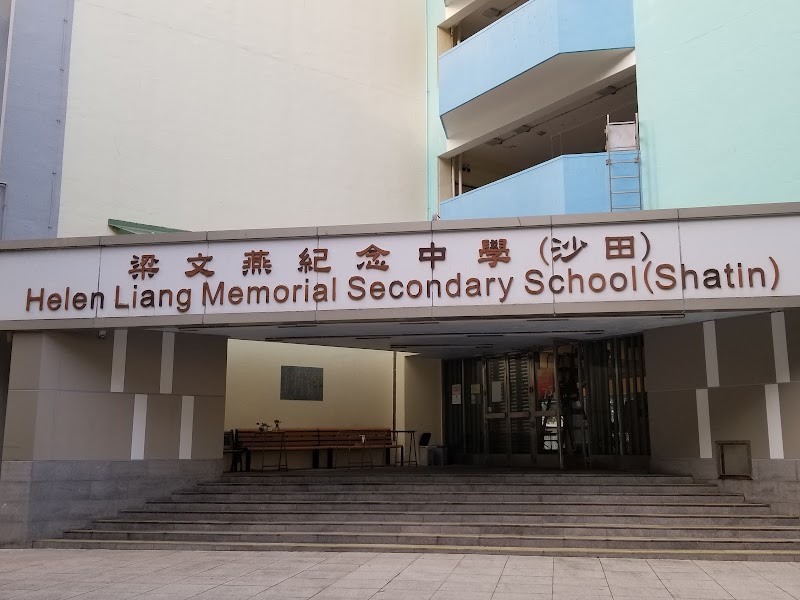 梁文燕紀念中學(沙田)
Helen Liang Memorial Secondary School(Shatin)